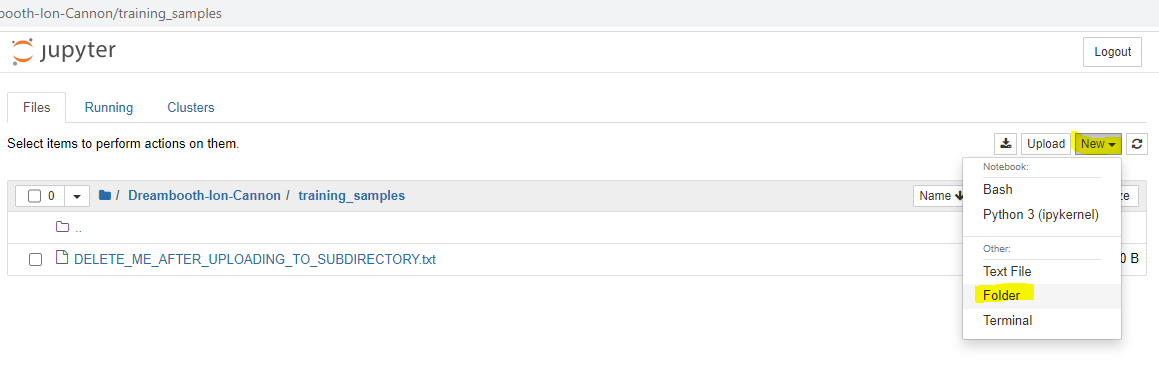 booth-Ion-Cannon/training_samples
jupyter
Logout
Files Running Clusters
Select items to perform actions on them.
Upload New
0 / Dreambooth-Ion-Cannon / training_samples Name ze
..
DELETE_ME_AFTER_UPLOADING_TO_SUBDIRECTORY.txt 0 B
Notebook:
Bash
Python 3 (ipykernel)
Other:
Text File
Folder
Terminal